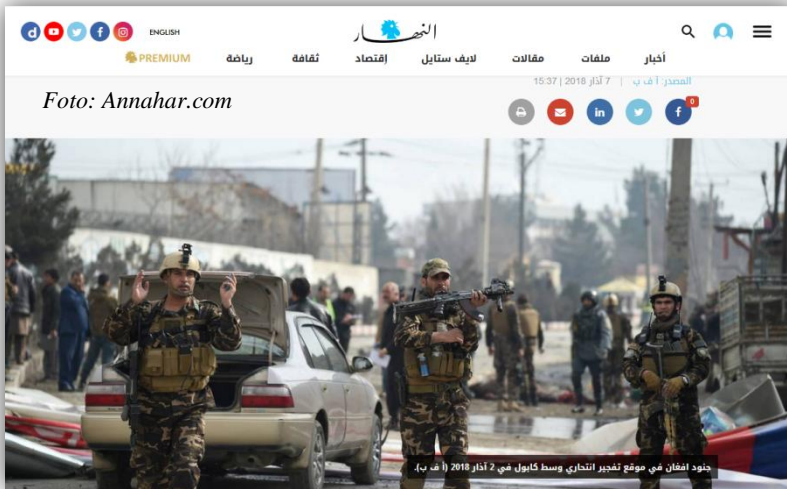 ENGLISH
النهار
PREMIUM
أخبار ملفات مقالات لايف ستايل إقتصاد ثقافة رياضة
المصدر: أ ف ب | 7 آذار 2018 | 15:37
Foto: Annahar.com
0
جنود افغان في موقع تفجير انتحاري وسط كابول في 2 آذار 2018 (أ ف ب).